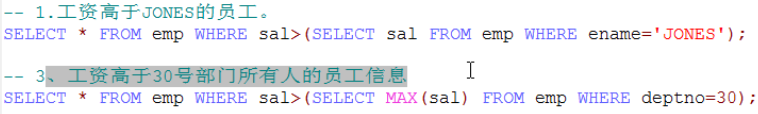 -- 1.工资高于JONES的员工。
SELECT * FROM emp WHERE sal>(SELECT sal FROM emp WHERE ename='JONES');
-- 3、工资高于30号部门所有人的员工信息
SELECT * FROM emp WHERE sal>(SELECT MAX(sal) FROM emp WHERE deptno=30);